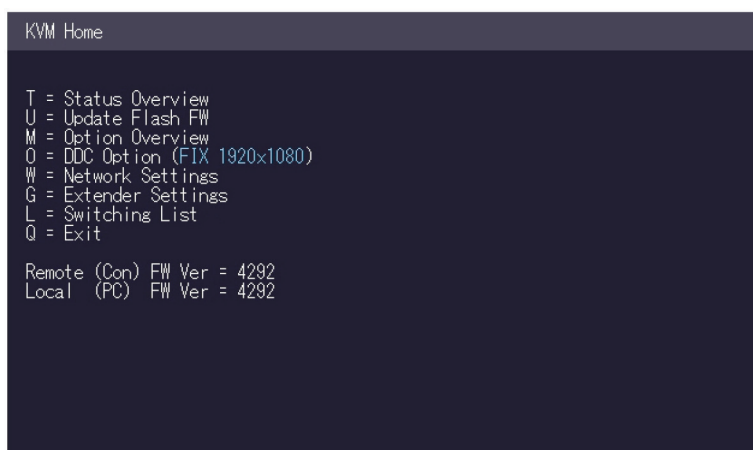 KVM Home
T = Status Overview
U = Update Flash FW
M = Option Overview
O = DDC Option (FIX 1920x1080)
W = Network Settings
G = Extender Settings
L = Switching List
Q = Exit
Remote (Con) FW Ver = 4292
Local (PC) FW Ver = 4292